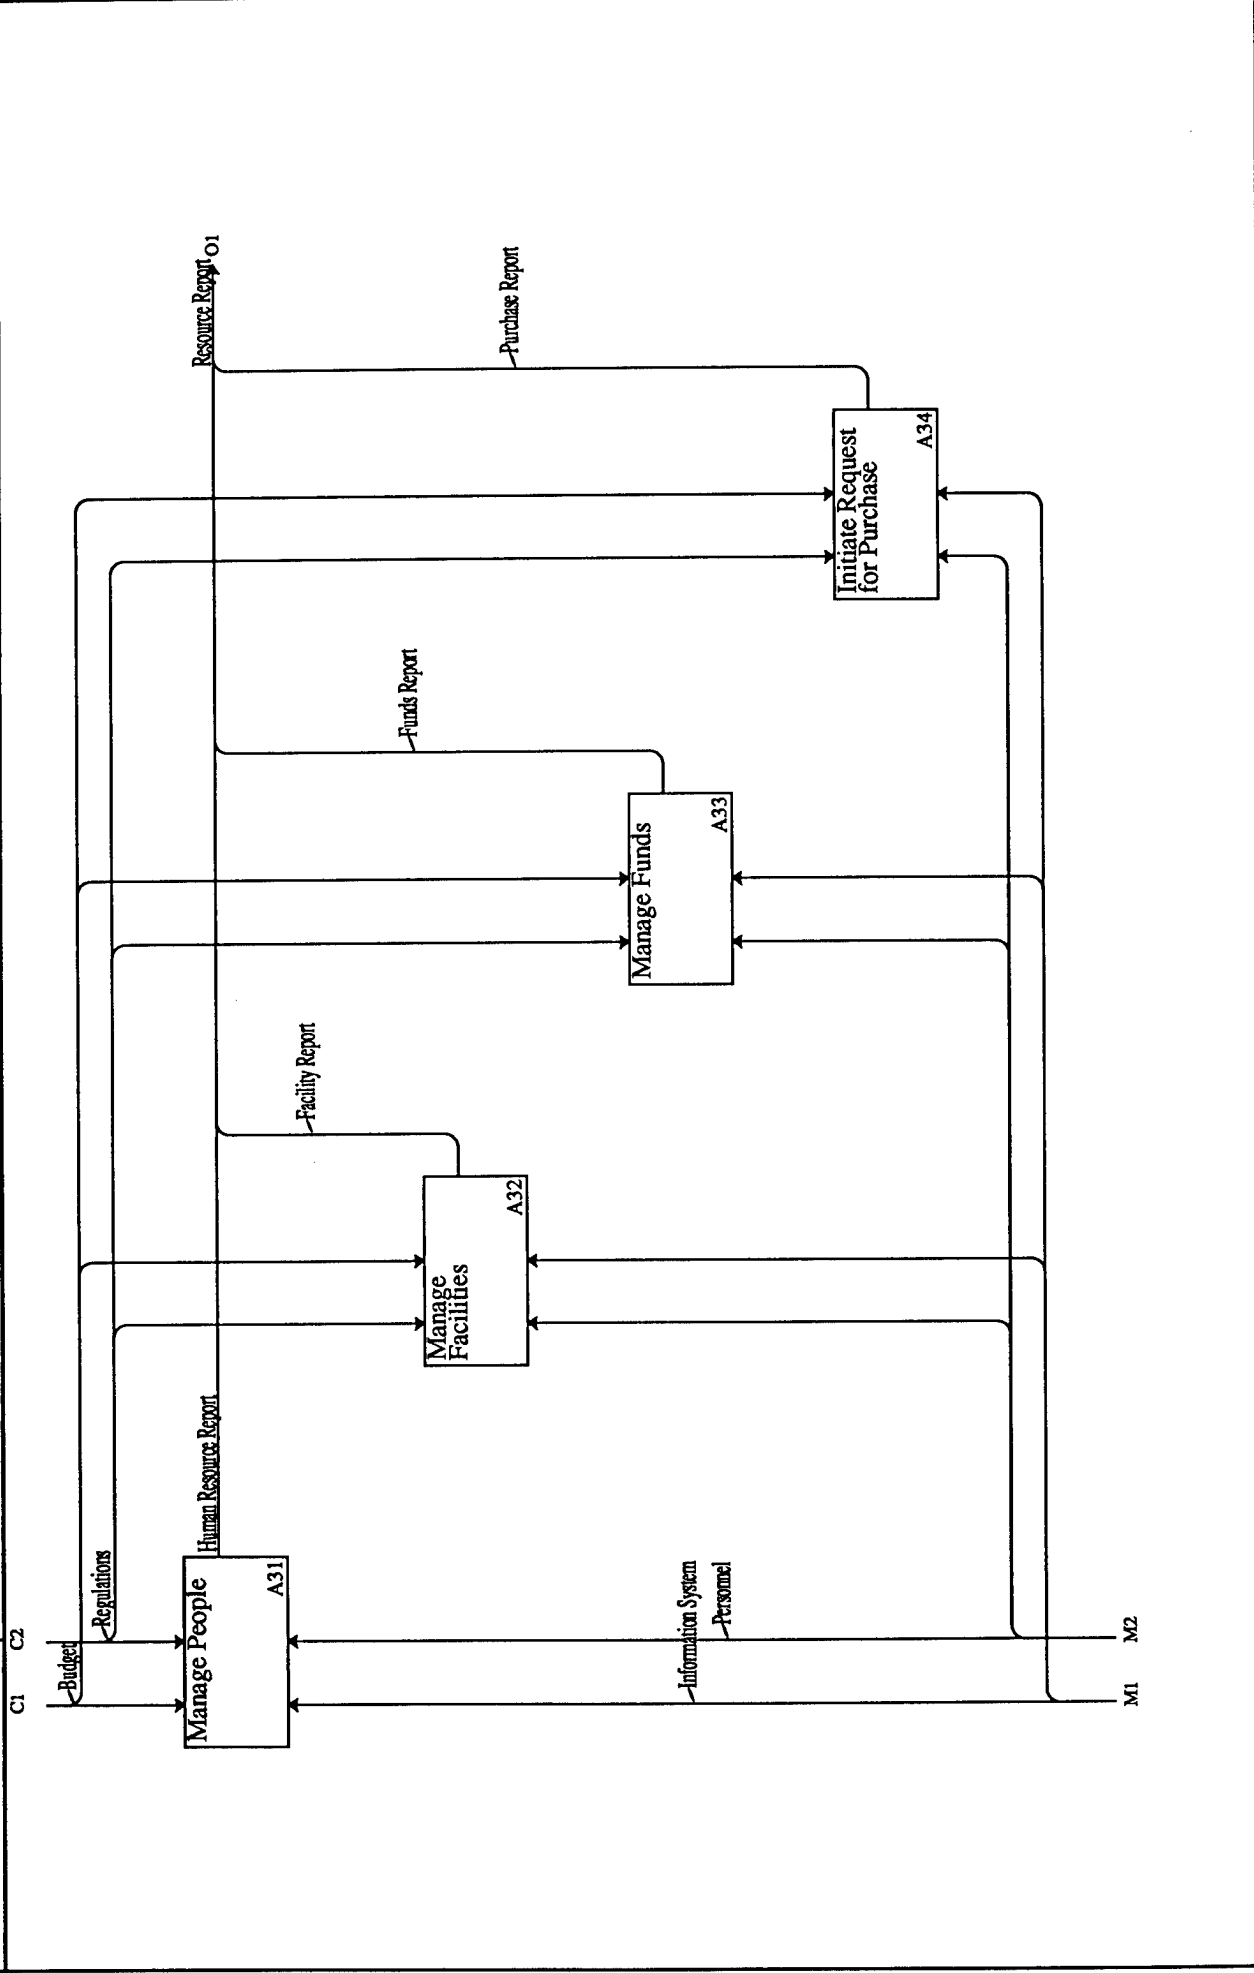 C1
C2
Budget
Regulations
Manage People
A31
Human Resource Report
Manage
Facilities
A32
Facility Report
Manage Funds
A33
Funds Report
Initiate Request
for Purchase
A34
Purchase Report
Resource Report
O1
Information System
Personnel
M1
M2